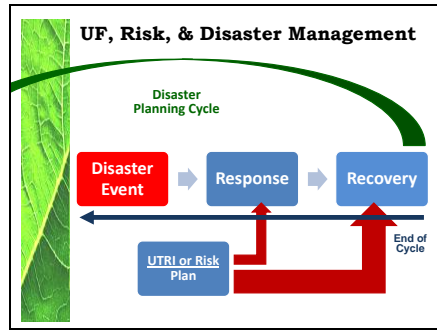 UF, Risk, & Disaster Management
Disaster
Planning Cycle
Disaster
Event
Response
Recovery
End of
Cycle
UTRI or Risk
Plan